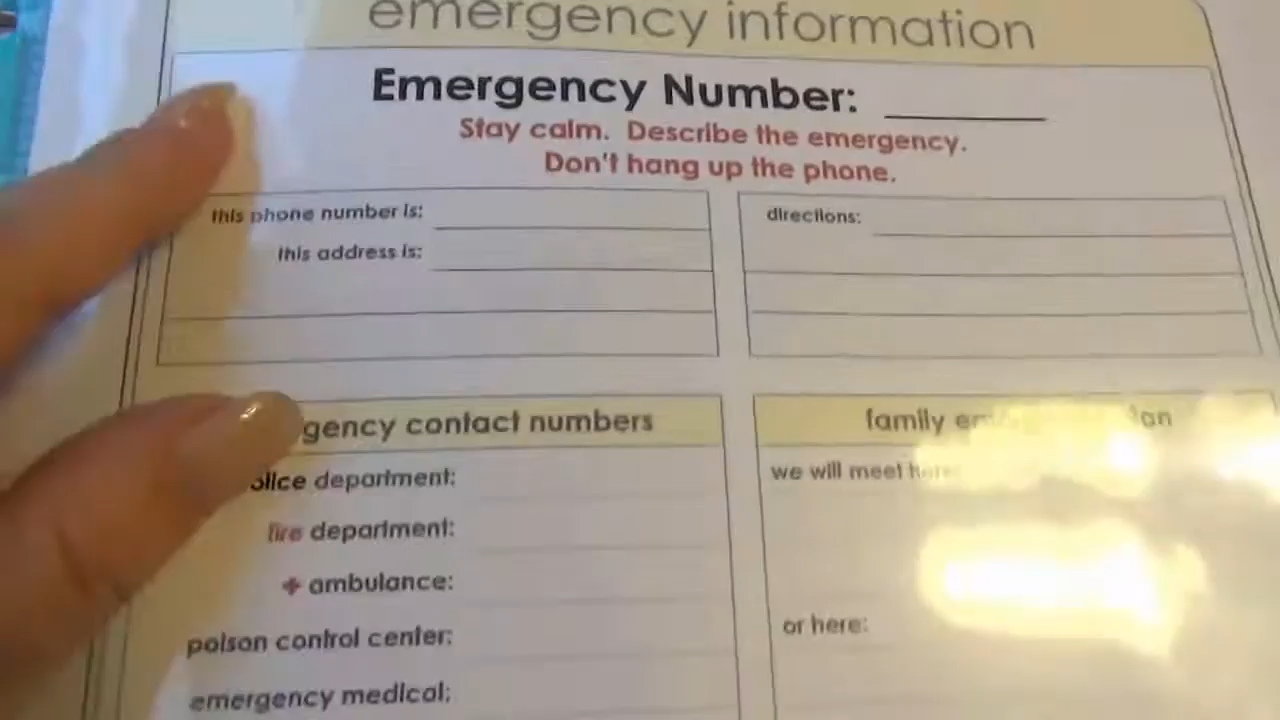 emergency information
Emergency Number:
Stay calm. Describe the emergency.
Don't hang up the phone.
this phone number is:
this address is:
directions:
gency contact numbers
olice department:
fire department:
+ ambulance:
poison control center:
emergency medical:
family
we will meet
or here: